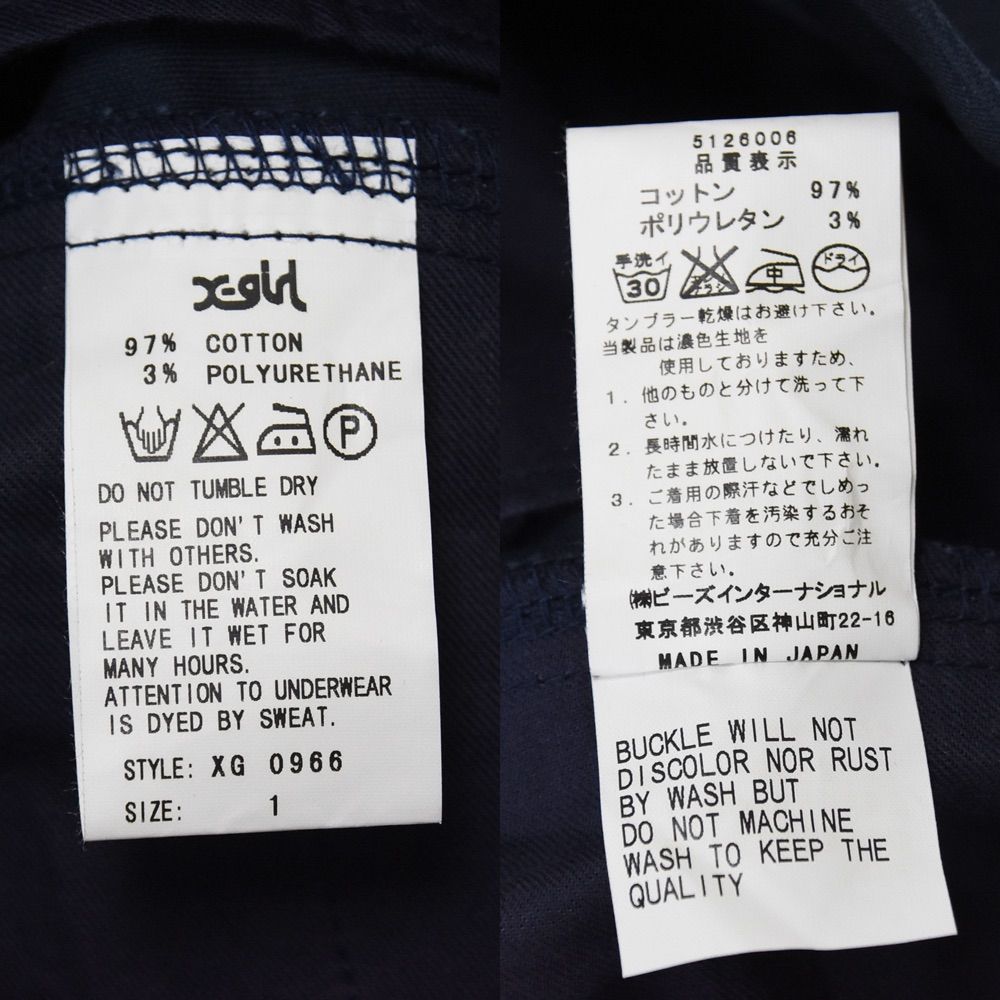 x-girl
97% COTTON
3% POLYURETHANE
P
DO NOT TUMBLE DRY
PLEASE DON'T WASH
WITH OTHERS.
PLEASE DON'T SOAK
IT IN THE WATER AND
LEAVE IT WET FOR
MANY HOURS.
ATTENTION TO UNDERWEAR
IS DYED BY SWEAT.
STYLE: XG 0966
SIZE: 1
5126006
品質表示
コットン 97%
ポリウレタン 3%
手洗イ 30 エンソ チラシ 中 ドライ
タンブラー乾燥はお避け下さい。
当製品は濃色生地を
使用しておりますため、
1. 他のものと分けて洗って下
さい。
2. 長時間水につけたり、濡れ
たまま放置しないで下さい。
3. ご着用の際汗などでしめっ
た場合下着を汚染するおそ
れがありますので充分ご注
意下さい。
㈱ビーズインターナショナル
東京都渋谷区神山町22-16
MADE IN JAPAN
BUCKLE WILL NOT
DISCOLOR NOR RUST
BY WASH BUT
DO NOT MACHINE
WASH TO KEEP THE
QUALITY